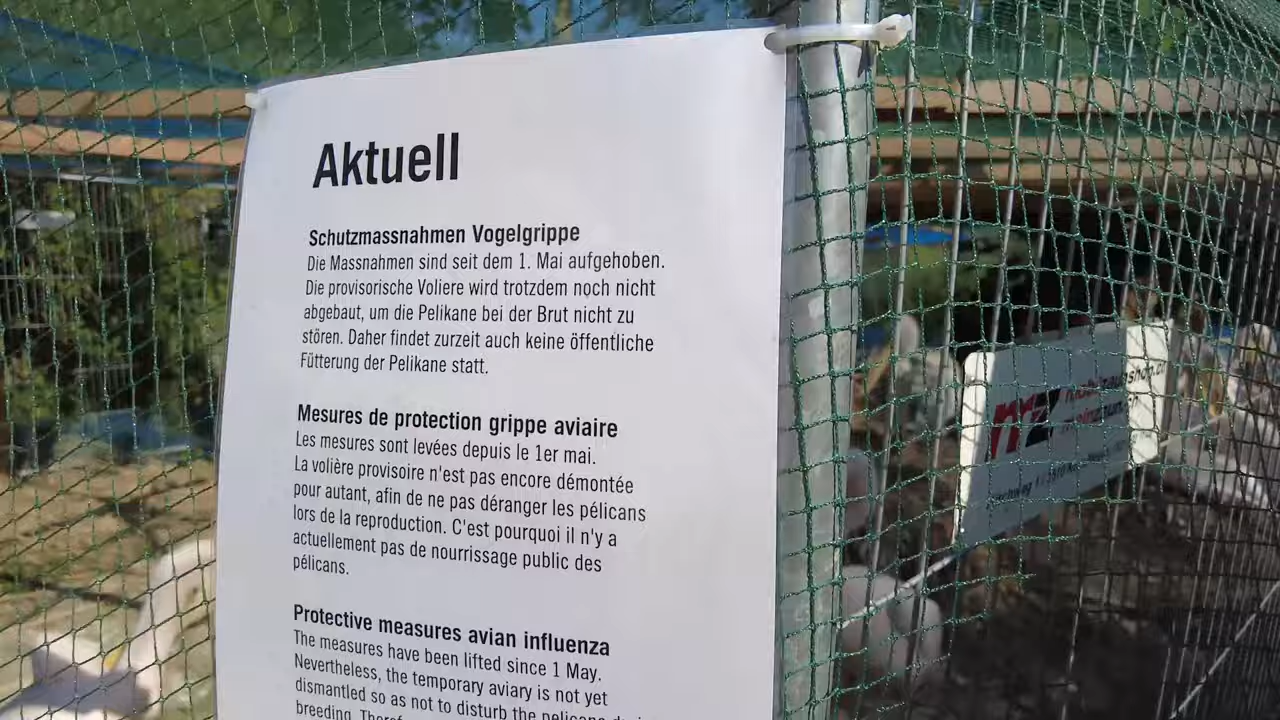 Aktuell
Schutzmassnahmen Vogelgrippe
Die Massnahmen sind seit dem 1. Mai aufgehoben.
Die provisorische Voliere wird trotzdem noch nicht
abgebaut, um die Pelikane bei der Brut nicht zu
stören. Daher findet zurzeit auch keine öffentliche
Fütterung der Pelikane statt.
Mesures de protection grippe aviaire
Les mesures sont levées depuis le 1er mai.
La volière provisoire n'est pas encore démontée
pour autant, afin de ne pas déranger les pélicans
lors de la reproduction. C'est pourquoi il n'y a
actuellement pas de nourrissage public des
pélicans.
Protective measures avian influenza
The measures have been lifted since 1 May.
Nevertheless, the temporary aviary is not yet
dismantled so as not to disturb the pelicans
breeding.